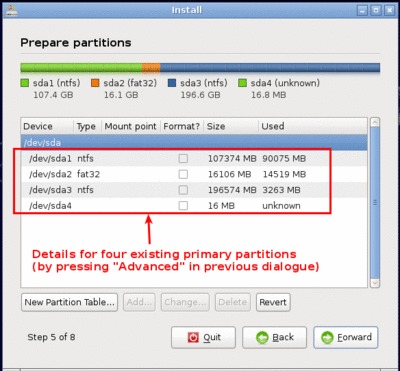 Install
Prepare partitions
sda1 (ntfs) sda2 (fat32) sda3 (ntfs) sda4 (unknown)
107.4 GB 16.1 GB 196.6 GB 16.8 MB
Device Type Mount point Format? Size Used
/dev/sda
/dev/sda1 ntfs 107374 MB 90075 MB
/dev/sda2 fat32 16106 MB 14519 MB
/dev/sda3 ntfs 196574 MB 3263 MB
/dev/sda4 16 MB unknown
Details for four existing primary partitions
(by pressing "Advanced" in previous dialogue)
New Partition Table... Add... Change... Delete Revert
Step 5 of 8 Quit Back Forward